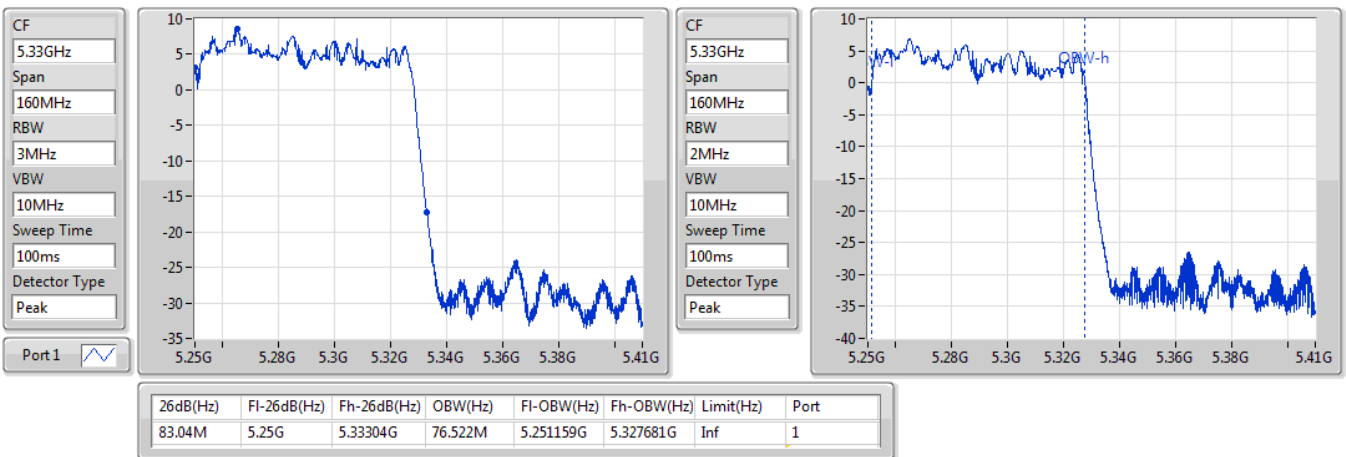 CF
5.33GHz
Span
160MHz
RBW
3MHz
VBW
10MHz
Sweep Time
100ms
Detector Type
Peak
Port 1
10
5
0
-5
-10
-15
-20
-25
-30
-35
5.25G 5.28G 5.3G 5.32G 5.34G 5.36G 5.38G 5.41G
CF
5.33GHz
Span
160MHz
RBW
2MHz
VBW
10MHz
Sweep Time
100ms
Detector Type
Peak
10
5
0
-5
-10
-15
-20
-25
-30
-35
-40
OBW-h
5.25G 5.28G 5.3G 5.32G 5.34G 5.36G 5.38G 5.41G
26dB(Hz) Fl-26dB(Hz) Fh-26dB(Hz) OBW(Hz) Fl-OBW(Hz) Fh-OBW(Hz) Limit(Hz) Port
83.04M 5.25G 5.33304G 76.522M 5.251159G 5.327681G Inf 1